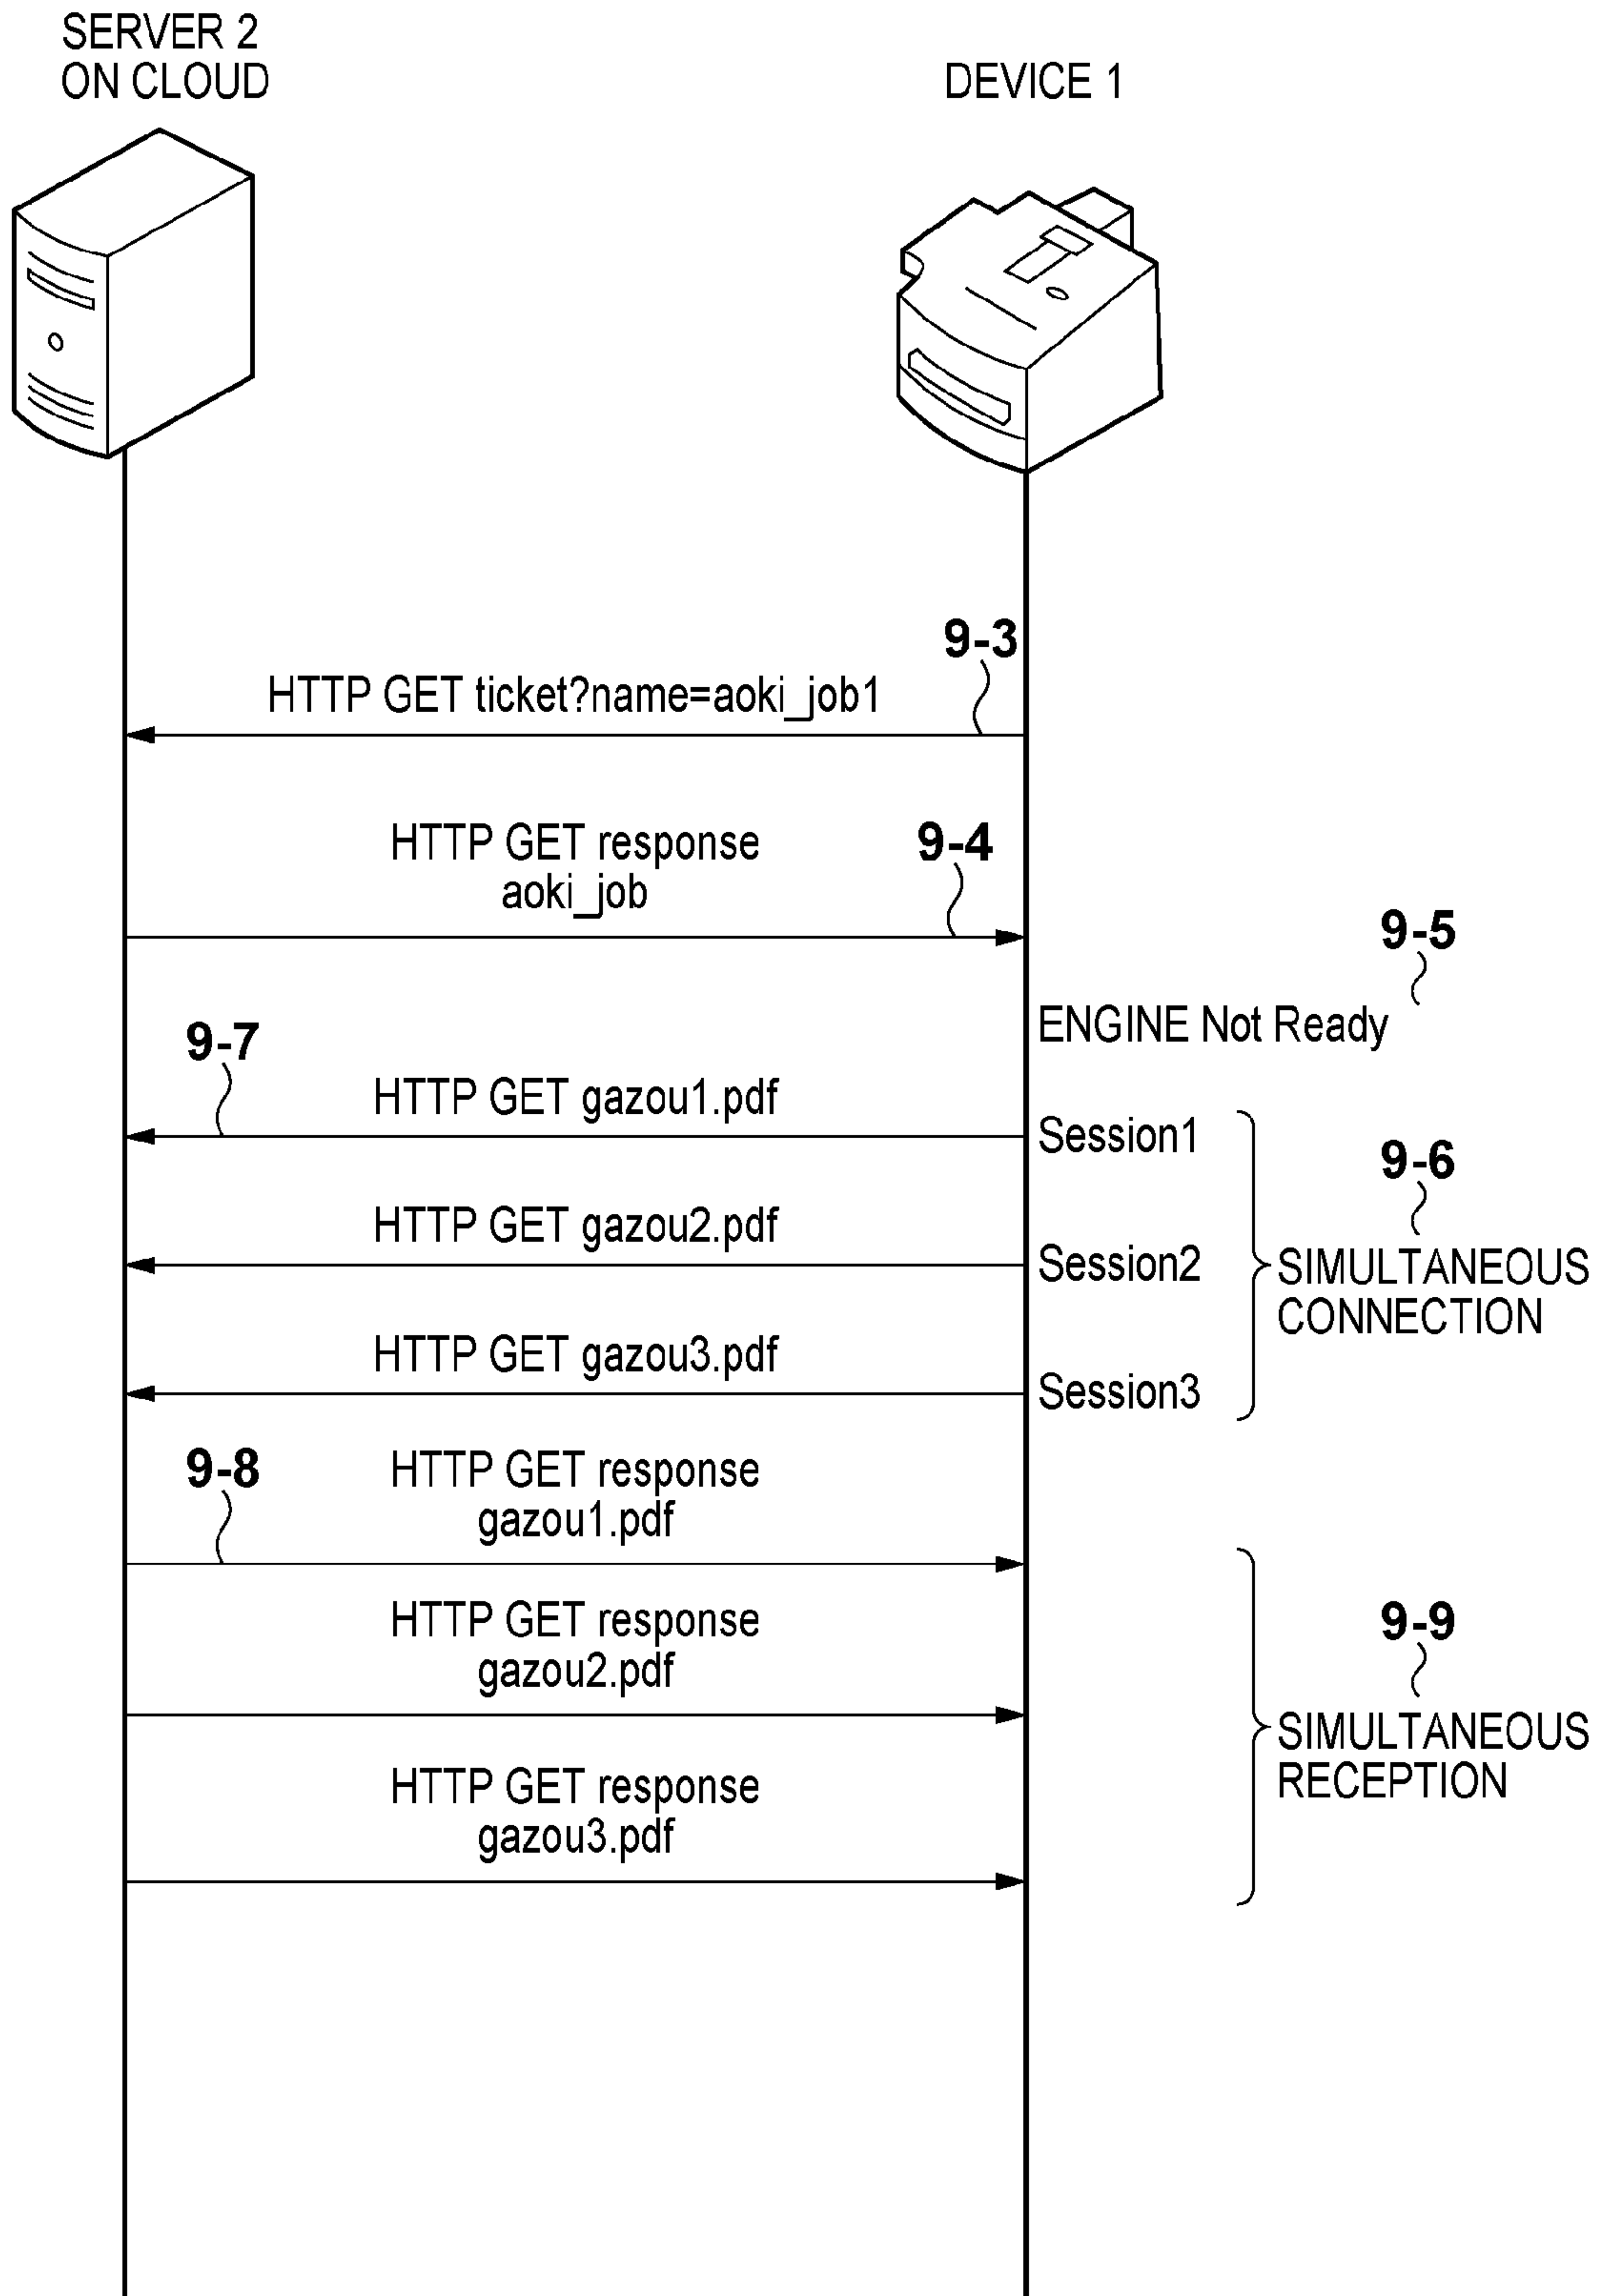 SERVER 2
ON CLOUD
DEVICE 1
9-3
HTTP GET ticket?name=aoki_job1
HTTP GET response
aoki_job
9-4
9-5
ENGINE Not Ready
9-7
HTTP GET gazou1.pdf
Session1
9-6
HTTP GET gazou2.pdf
Session2
SIMULTANEOUS
CONNECTION
HTTP GET gazou3.pdf
Session3
9-8
HTTP GET response
gazou1.pdf
HTTP GET response
gazou2.pdf
9-9
SIMULTANEOUS
RECEPTION
HTTP GET response
gazou3.pdf